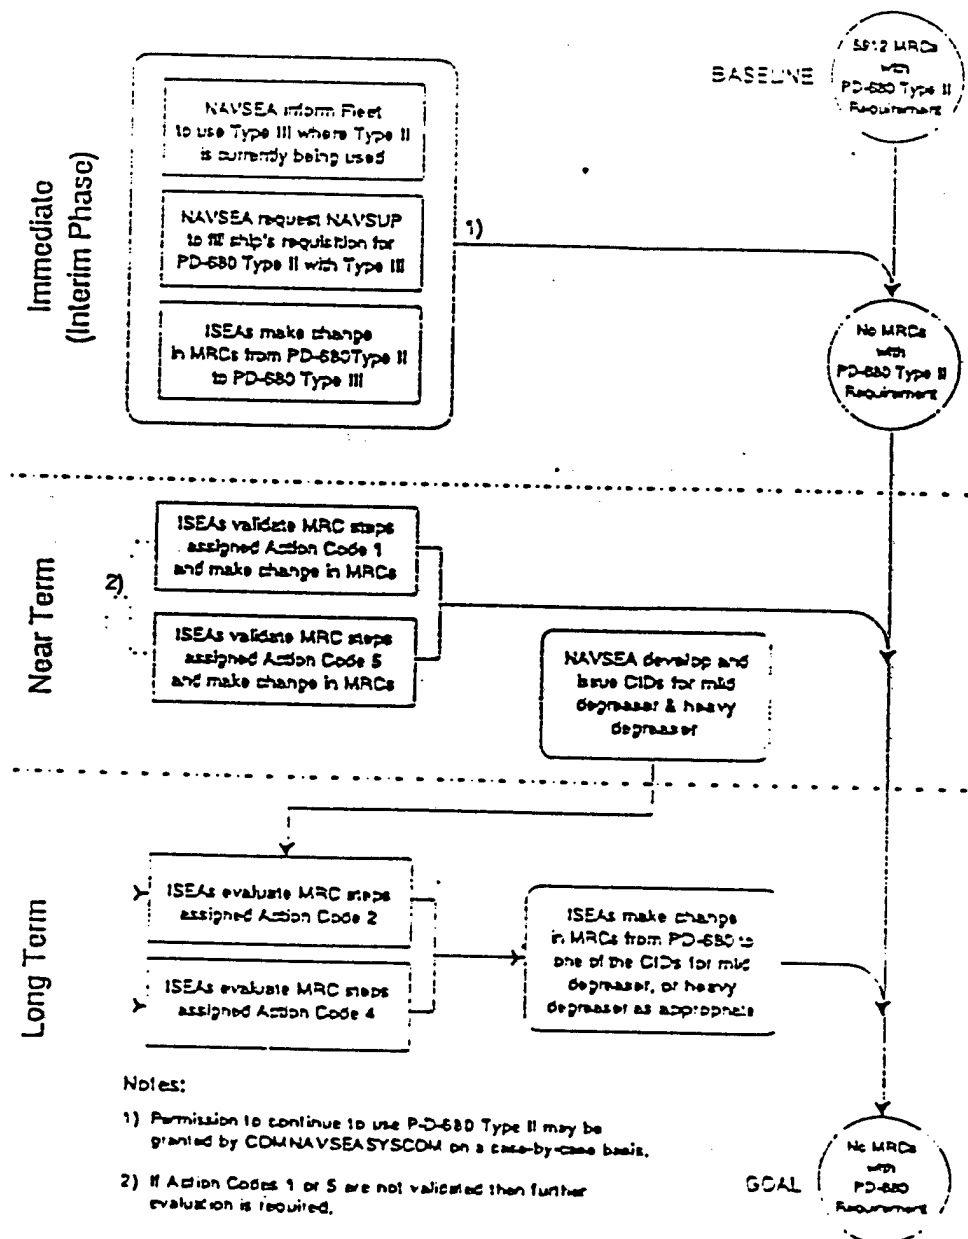 BASELINE
5912 MRCs
with
PD-680 Type II
Requirement
Immediate
(Interim Phase)
NAVSEA inform Fleet
to use Type III where Type II
is currently being used
NAVSEA request NAVSUP
to fill ship's requisition for
PD-680 Type II with Type III
1)
ISEAs make change
in MRCs from PD-680Type II
to PD-680 Type III
No MRCs
with
PD-680 Type II
Requirement
Near Term
ISEAs validate MRC steps
assigned Action Code 1
and make change in MRCs
2)
ISEAs validate MRC steps
assigned Action Code 5
and make change in MRCs
NAVSEA develop and
issue CIDs for mild
degreaser & heavy
degreaser
Long Term
ISEAs evaluate MRC steps
assigned Action Code 2
ISEAs evaluate MRC steps
assigned Action Code 4
ISEAs make change
in MRCs from PD-680 to
one of the CIDs for mild
degreaser, or heavy
degreaser as appropriate
Notes:
1) Permission to continue to use P-D-680 Type II may be
granted by COMNAVSEASYSCOM on a case-by-case basis.
2) If Action Codes 1 or 5 are not validated then further
evaluation is required.
GOAL
No MRCs
with
PD-680
Requirement